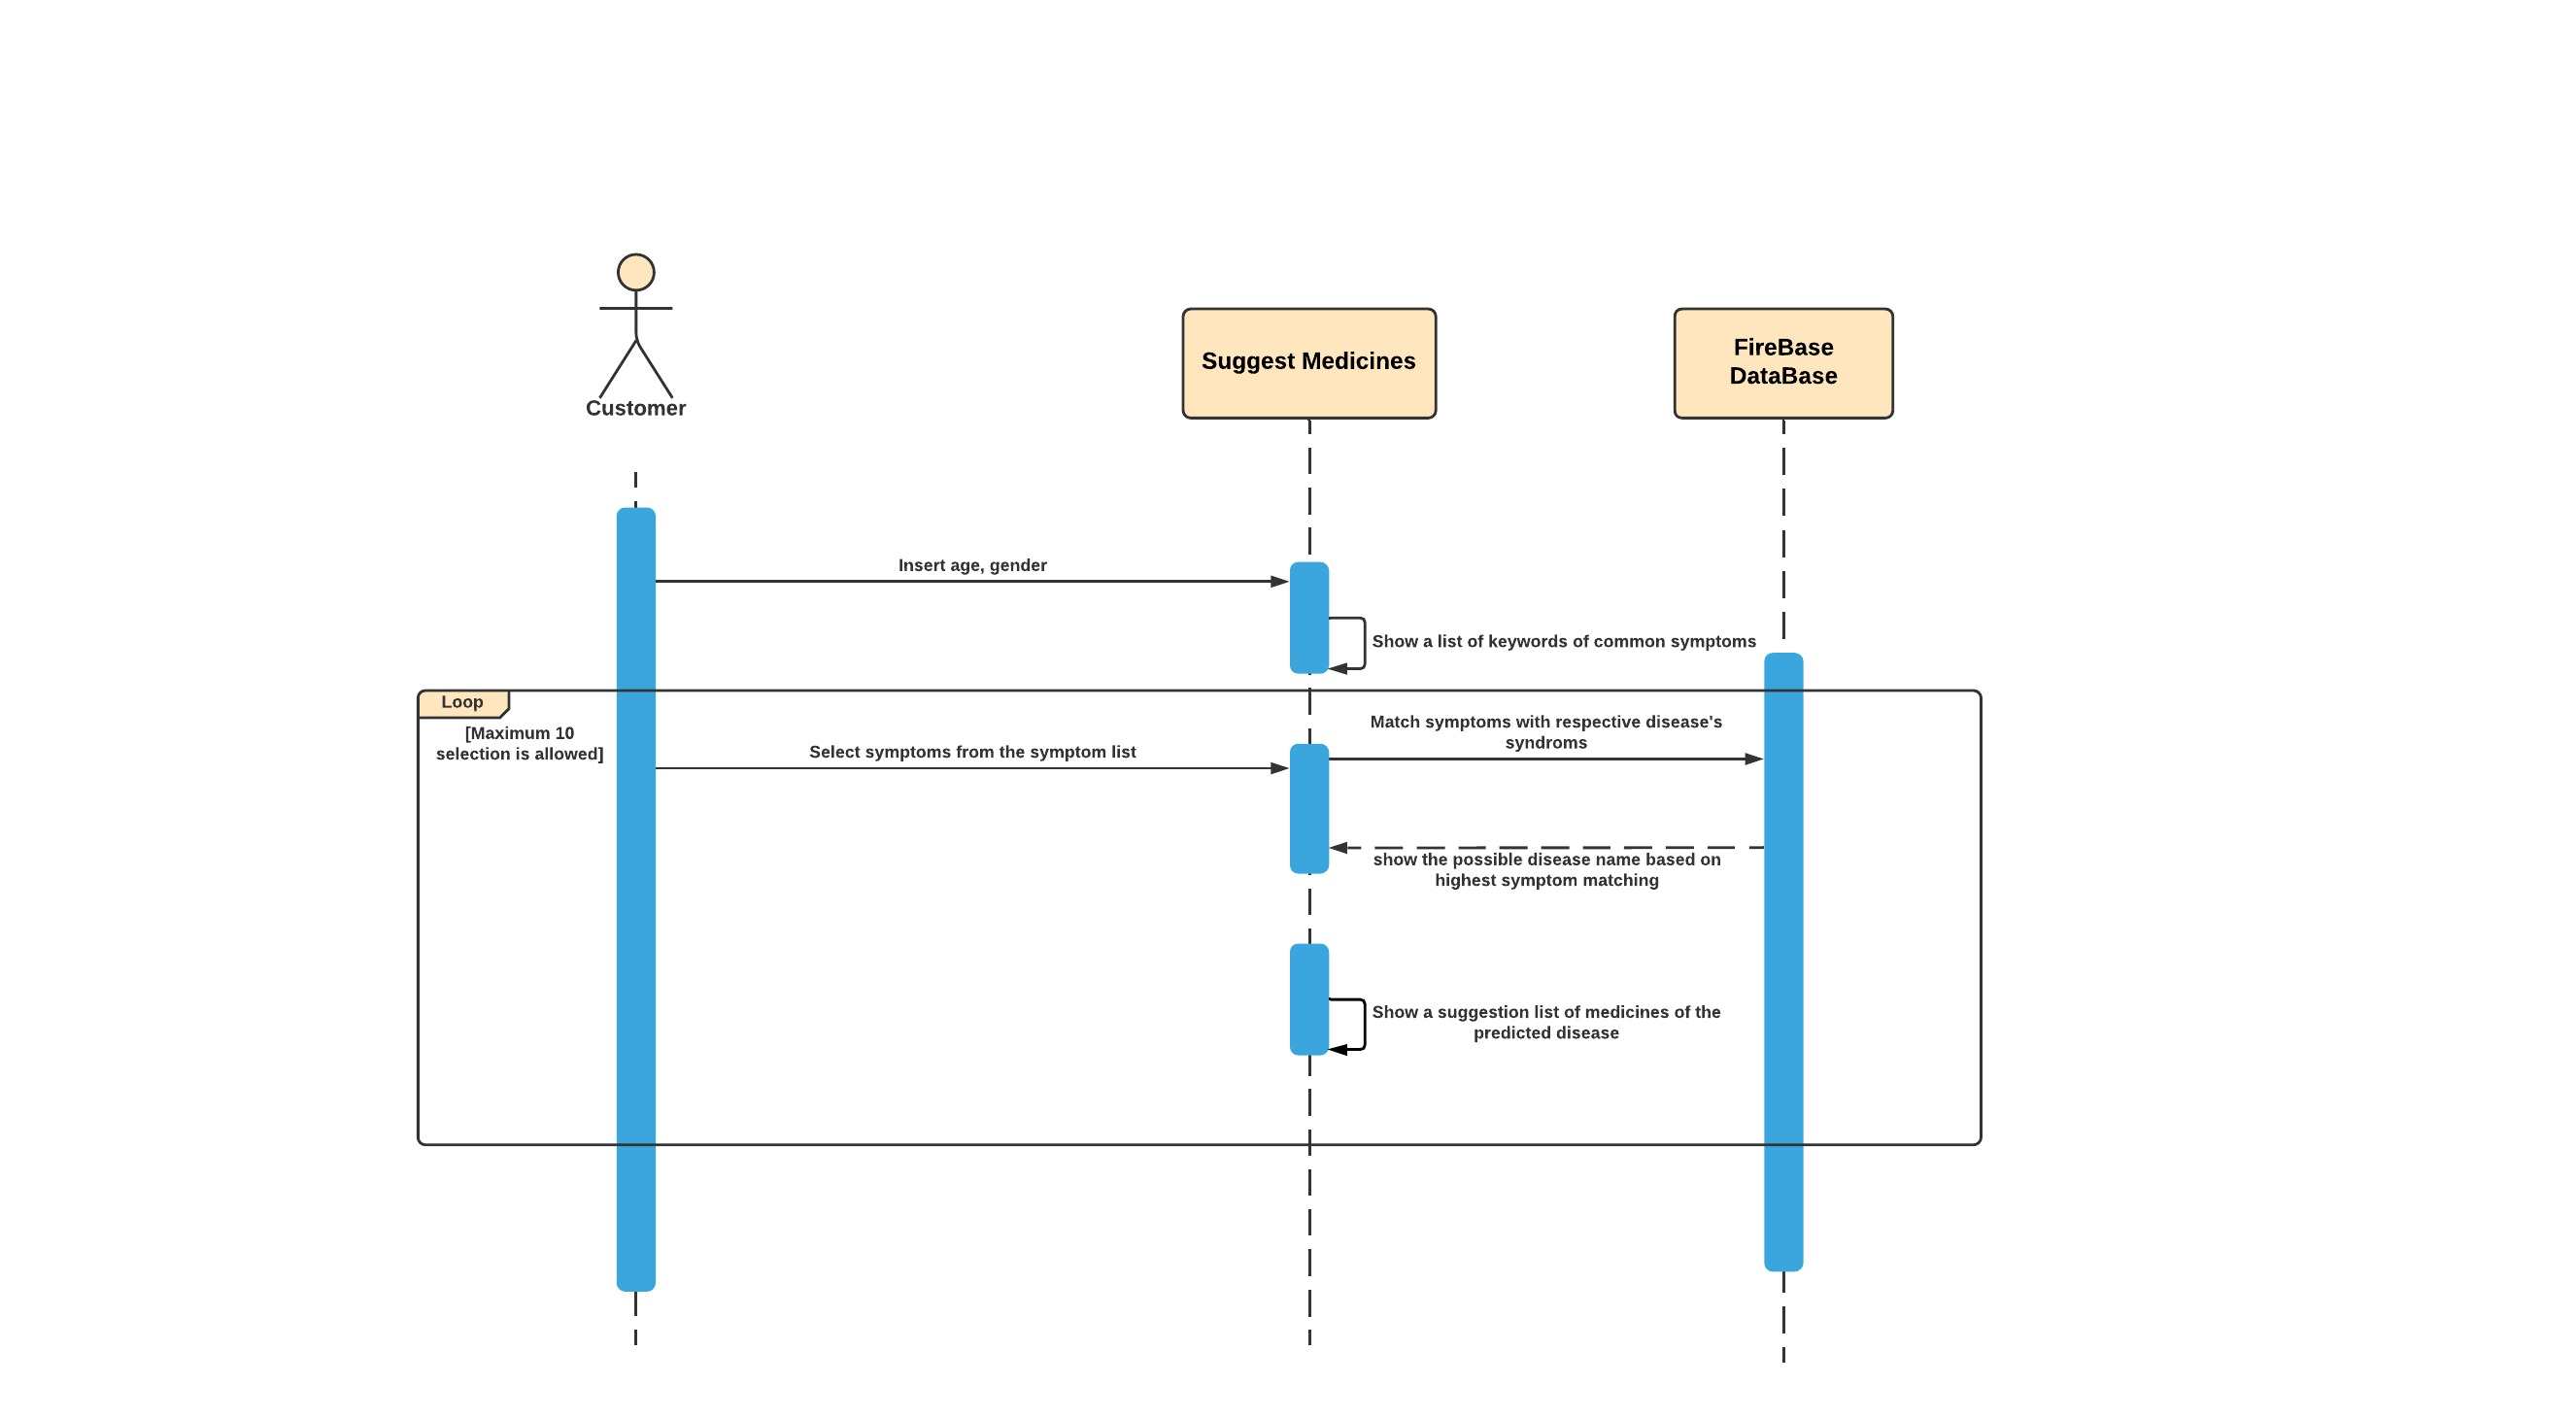 Customer
Suggest Medicines
FireBase
DataBase
Insert age, gender
Show a list of keywords of common symptoms
Loop
[Maximum 10
selection is allowed]
Select symptoms from the symptom list
Match symptoms with respective disease's
syndroms
show the possible disease name based on
highest symptom matching
Show a suggestion list of medicines of the
predicted disease